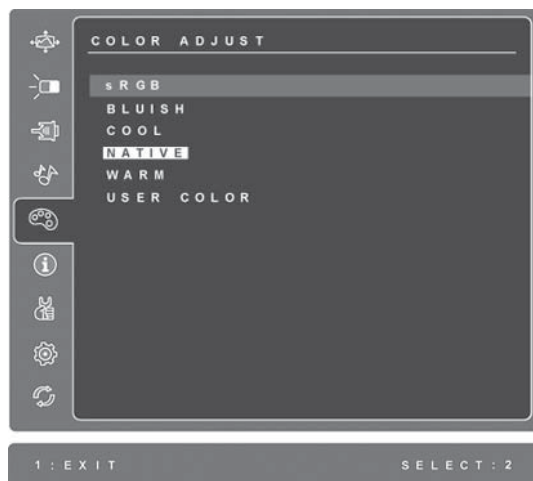 COLOR ADJUST
sRGB
BLUISH
COOL
NATIVE
WARM
USER COLOR
1:EXIT SELECT:2